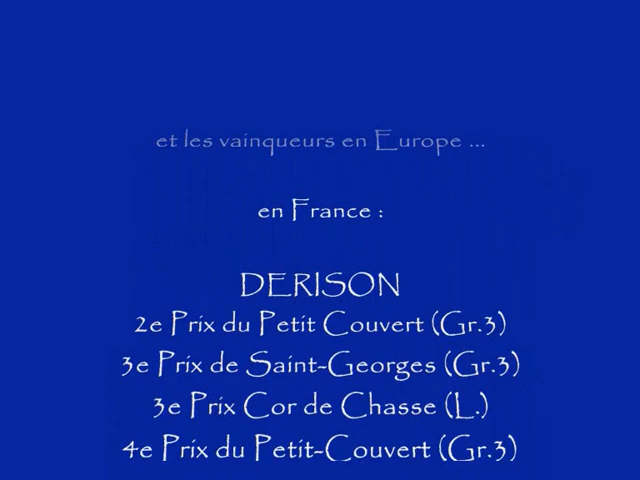 et les vainqueurs en Europe ...
en France :
DERISON
2e Prix du Petit Couvert (Gr.3)
3e Prix de Saint-Georges (Gr.3)
3e Prix Cor de Chasse (L.)
4e Prix du Petit-Couvert (Gr.3)